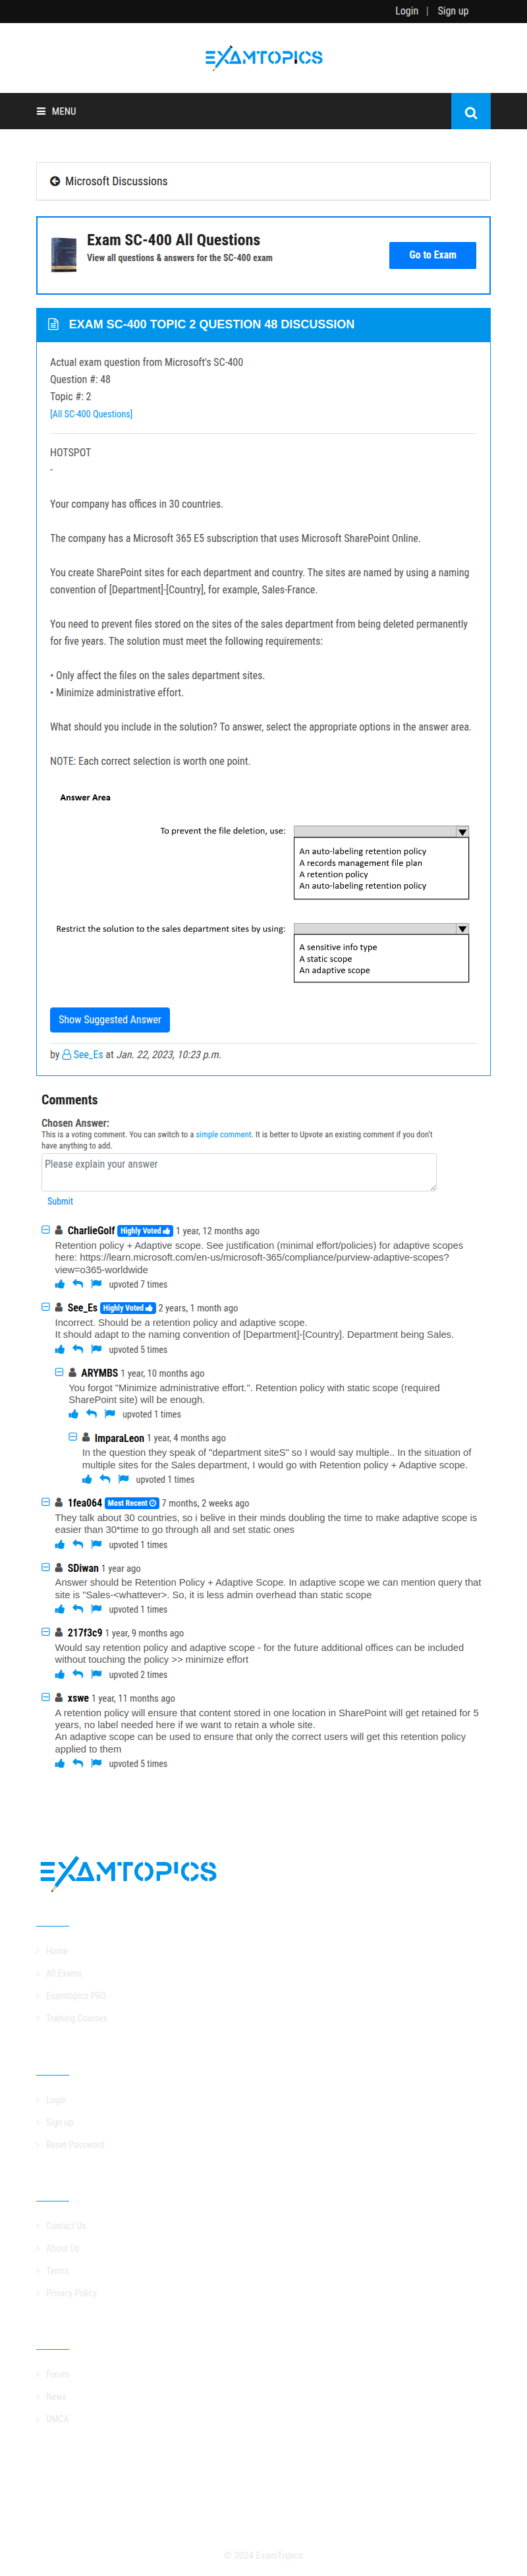 Login | Sign up
EXAMTOPICS
MENU
Microsoft Discussions
Exam SC-400 All Questions
View all questions & answers for the SC-400 exam
Go to Exam
EXAM SC-400 TOPIC 2 QUESTION 48 DISCUSSION
Actual exam question from Microsoft's SC-400
Question #: 48
Topic #: 2
[All SC-400 Questions]
HOTSPOT
-
Your company has offices in 30 countries.
The company has a Microsoft 365 E5 subscription that uses Microsoft SharePoint Online.
You create SharePoint sites for each department and country. The sites are named by using a naming
convention of [Department]-[Country], for example, Sales-France.
You need to prevent files stored on the sites of the sales department from being deleted permanently
for five years. The solution must meet the following requirements:
• Only affect the files on the sales department sites.
• Minimize administrative effort.
What should you include in the solution? To answer, select the appropriate options in the answer area.
NOTE: Each correct selection is worth one point.
Answer Area
To prevent the file deletion, use:
An auto-labeling retention policy
A records management file plan
A retention policy
An auto-labeling retention policy
Restrict the solution to the sales department sites by using:
A sensitive info type
A static scope
An adaptive scope
Show Suggested Answer
by See_Es at Jan. 22, 2023, 10:23 p.m.
Comments
Chosen Answer:
This is a voting comment. You can switch to a simple comment. It is better to Upvote an existing comment if you don't
have anything to add.
Please explain your answer
Submit
CharlieGolf Highly Voted 1 year, 12 months ago
Retention policy + Adaptive scope. See justification (minimal effort/policies) for adaptive scopes
here: https://learn.microsoft.com/en-us/microsoft-365/compliance/purview-adaptive-scopes?
view=o365-worldwide
upvoted 7 times
See_Es Highly Voted 2 years, 1 month ago
Incorrect. Should be a retention policy and adaptive scope.
It should adapt to the naming convention of [Department]-[Country]. Department being Sales.
upvoted 5 times
ARYMBS 1 year, 10 months ago
You forgot "Minimize administrative effort.". Retention policy with static scope (required
SharePoint site) will be enough.
upvoted 1 times
ImparaLeon 1 year, 4 months ago
In the question they speak of "department siteS" so I would say multiple.. In the situation of
multiple sites for the Sales department, I would go with Retention policy + Adaptive scope.
upvoted 1 times
1fea064 Most Recent 7 months, 2 weeks ago
They talk about 30 countries, so i belive in their minds doubling the time to make adaptive scope is
easier than 30*time to go through all and set static ones
upvoted 1 times
SDiwan 1 year ago
Answer should be Retention Policy + Adaptive Scope. In adaptive scope we can mention query that
site is "Sales-<whattever>. So, it is less admin overhead than static scope
upvoted 1 times
217f3c9 1 year, 9 months ago
Would say retention policy and adaptive scope - for the future additional offices can be included
without touching the policy >> minimize effort
upvoted 2 times
xswe 1 year, 11 months ago
A retention policy will ensure that content stored in one location in SharePoint will get retained for 5
years, no label needed here if we want to retain a whole site.
An adaptive scope can be used to ensure that only the correct users will get this retention policy
applied to them
upvoted 5 times
EXAMTOPICS
Home
All Exams
Examtopics PRO
Training Courses
Login
Sign up
Reset Password
Contact Us
About Us
Terms
Privacy Policy
Forum
News
DMCA
© 2024 ExamTopics